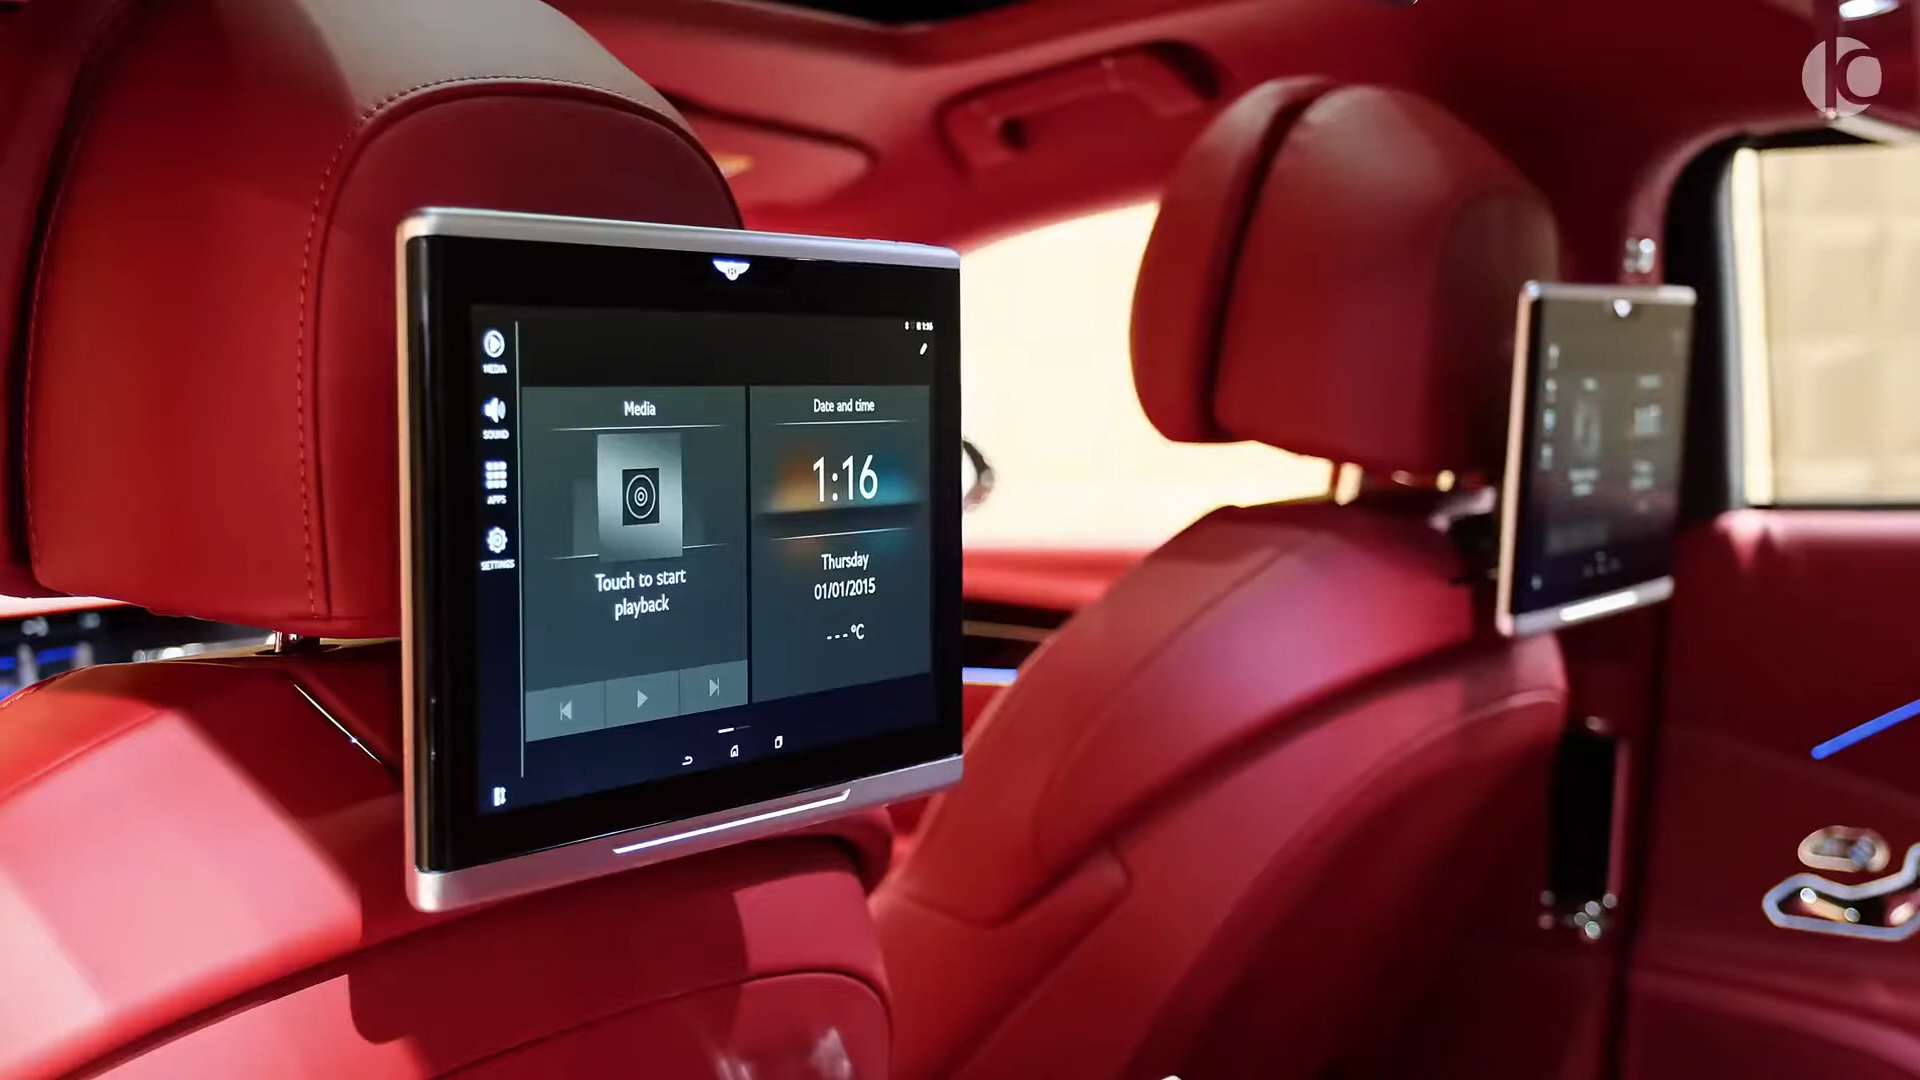 MEDIA
SOUND
APPS
SETTINGS
Media
Touch to start
playback
Date and time
1:16
Thursday
01/01/2015
---°C